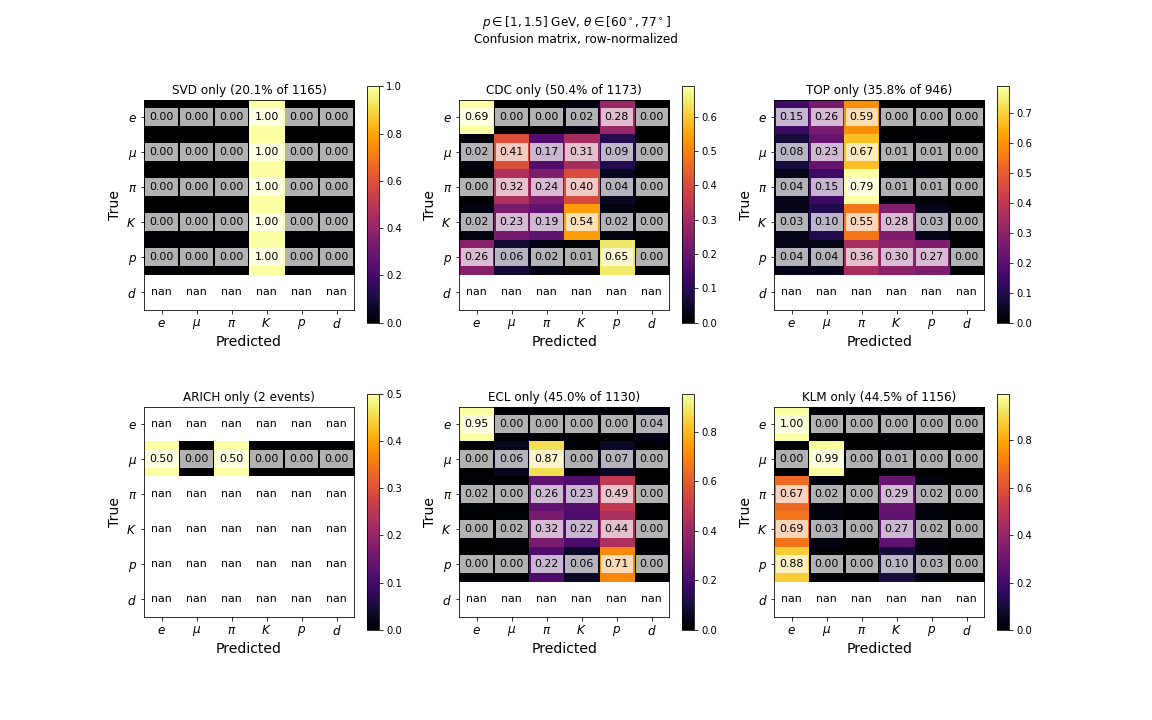 p ∈ [1, 1.5] GeV, θ ∈ [60°, 77°]
Confusion matrix, row-normalized
SVD only (20.1% of 1165)
True
e 0.00 0.00 0.00 1.00 0.00 0.00
μ 0.00 0.00 0.00 1.00 0.00 0.00
π 0.00 0.00 0.00 1.00 0.00 0.00
K 0.00 0.00 0.00 1.00 0.00 0.00
p 0.00 0.00 0.00 1.00 0.00 0.00
d nan nan nan nan nan nan
e μ π K p d
Predicted
1.0
0.8
0.6
0.4
0.2
0.0
CDC only (50.4% of 1173)
True
e 0.69 0.00 0.00 0.02 0.28 0.00
μ 0.02 0.41 0.17 0.31 0.09 0.00
π 0.00 0.32 0.24 0.40 0.04 0.00
K 0.02 0.23 0.19 0.54 0.02 0.00
p 0.26 0.06 0.02 0.01 0.65 0.00
d nan nan nan nan nan nan
e μ π K p d
Predicted
0.6
0.5
0.4
0.3
0.2
0.1
0.0
TOP only (35.8% of 946)
True
e 0.15 0.26 0.59 0.00 0.00 0.00
μ 0.08 0.23 0.67 0.01 0.01 0.00
π 0.04 0.15 0.79 0.01 0.01 0.00
K 0.03 0.10 0.55 0.28 0.03 0.00
p 0.04 0.04 0.36 0.30 0.27 0.00
d nan nan nan nan nan nan
e μ π K p d
Predicted
0.7
0.6
0.5
0.4
0.3
0.2
0.1
0.0
ARICH only (2 events)
True
e nan nan nan nan nan nan
μ 0.50 0.00 0.50 0.00 0.00 0.00
π nan nan nan nan nan nan
K nan nan nan nan nan nan
p nan nan nan nan nan nan
d nan nan nan nan nan nan
e μ π K p d
Predicted
0.5
0.4
0.3
0.2
0.1
0.0
ECL only (45.0% of 1130)
True
e 0.95 0.00 0.00 0.00 0.00 0.04
μ 0.00 0.06 0.87 0.00 0.07 0.00
π 0.02 0.00 0.26 0.23 0.49 0.00
K 0.00 0.02 0.32 0.22 0.44 0.00
p 0.00 0.00 0.22 0.06 0.71 0.00
d nan nan nan nan nan nan
e μ π K p d
Predicted
0.8
0.6
0.4
0.2
0.0
KLM only (44.5% of 1156)
True
e 1.00 0.00 0.00 0.00 0.00 0.00
μ 0.00 0.99 0.00 0.01 0.00 0.00
π 0.67 0.02 0.00 0.29 0.02 0.00
K 0.69 0.03 0.00 0.27 0.02 0.00
p 0.88 0.00 0.00 0.10 0.03 0.00
d nan nan nan nan nan nan
e μ π K p d
Predicted
0.8
0.6
0.4
0.2
0.0